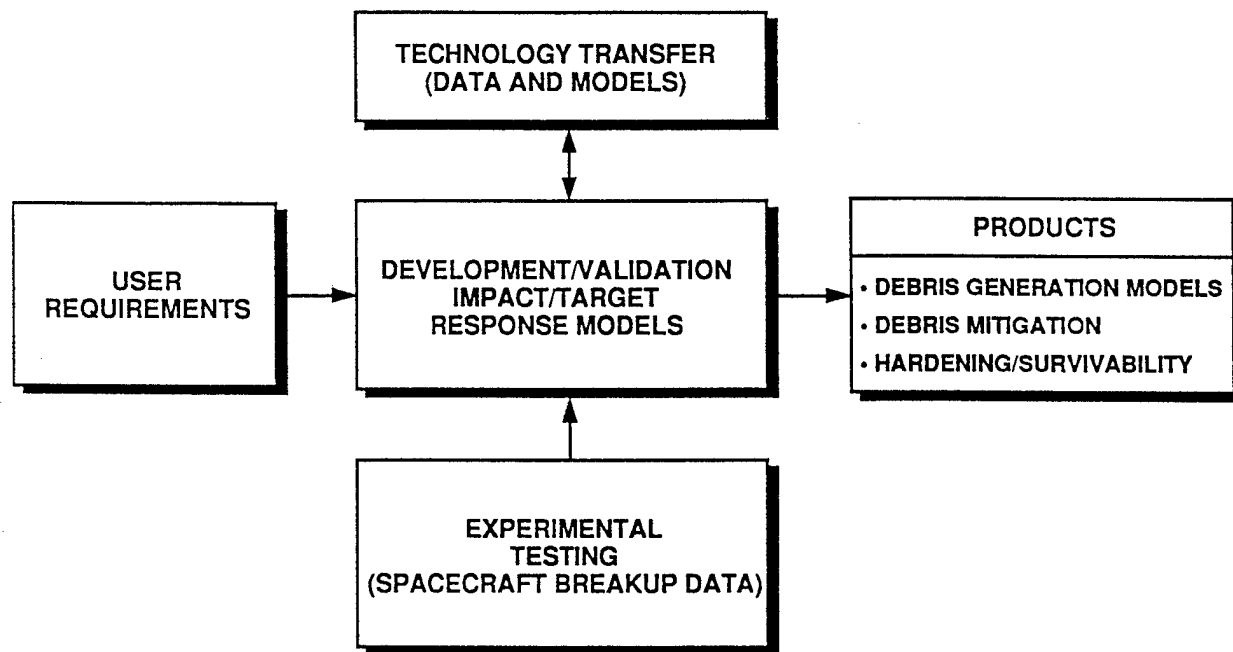 TECHNOLOGY TRANSFER
(DATA AND MODELS)
USER
REQUIREMENTS
DEVELOPMENT/VALIDATION
IMPACT/TARGET
RESPONSE MODELS
PRODUCTS
• DEBRIS GENERATION MODELS
• DEBRIS MITIGATION
• HARDENING/SURVIVABILITY
EXPERIMENTAL
TESTING
(SPACECRAFT BREAKUP DATA)